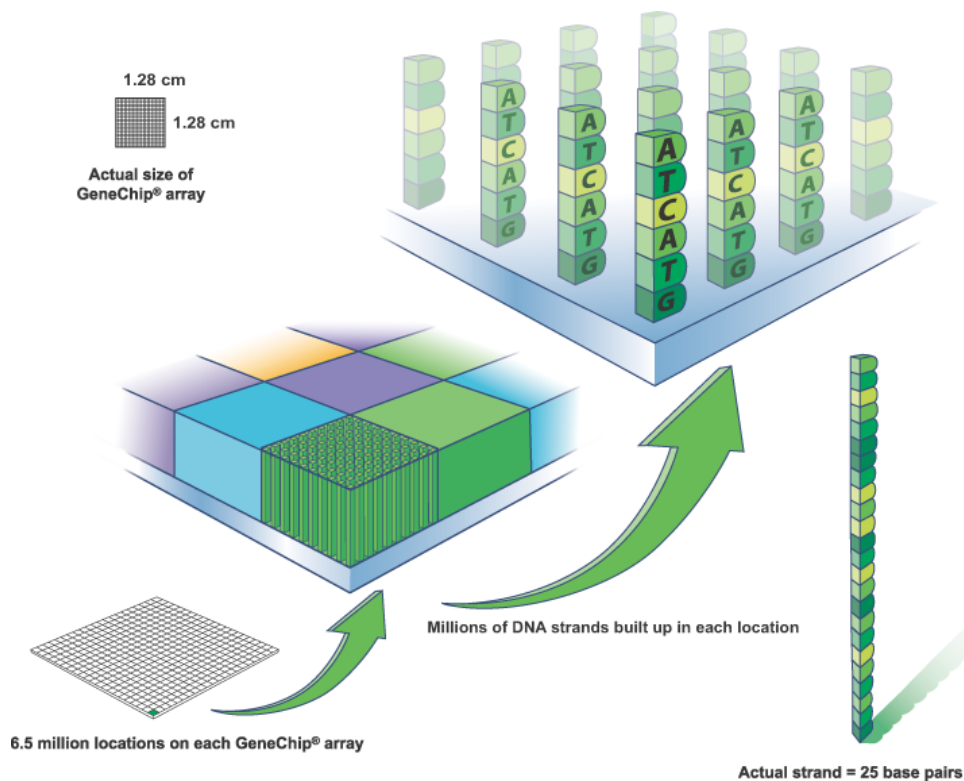 1.28 cm
1.28 cm
Actual size of
GeneChip® array
A
T
C
A
T
G
A
T
C
A
T
G
A
T
C
A
T
G
A
T
C
A
T
G
A
T
C
A
T
G
Millions of DNA strands built up in each location
6.5 million locations on each GeneChip® array
Actual strand = 25 base pairs